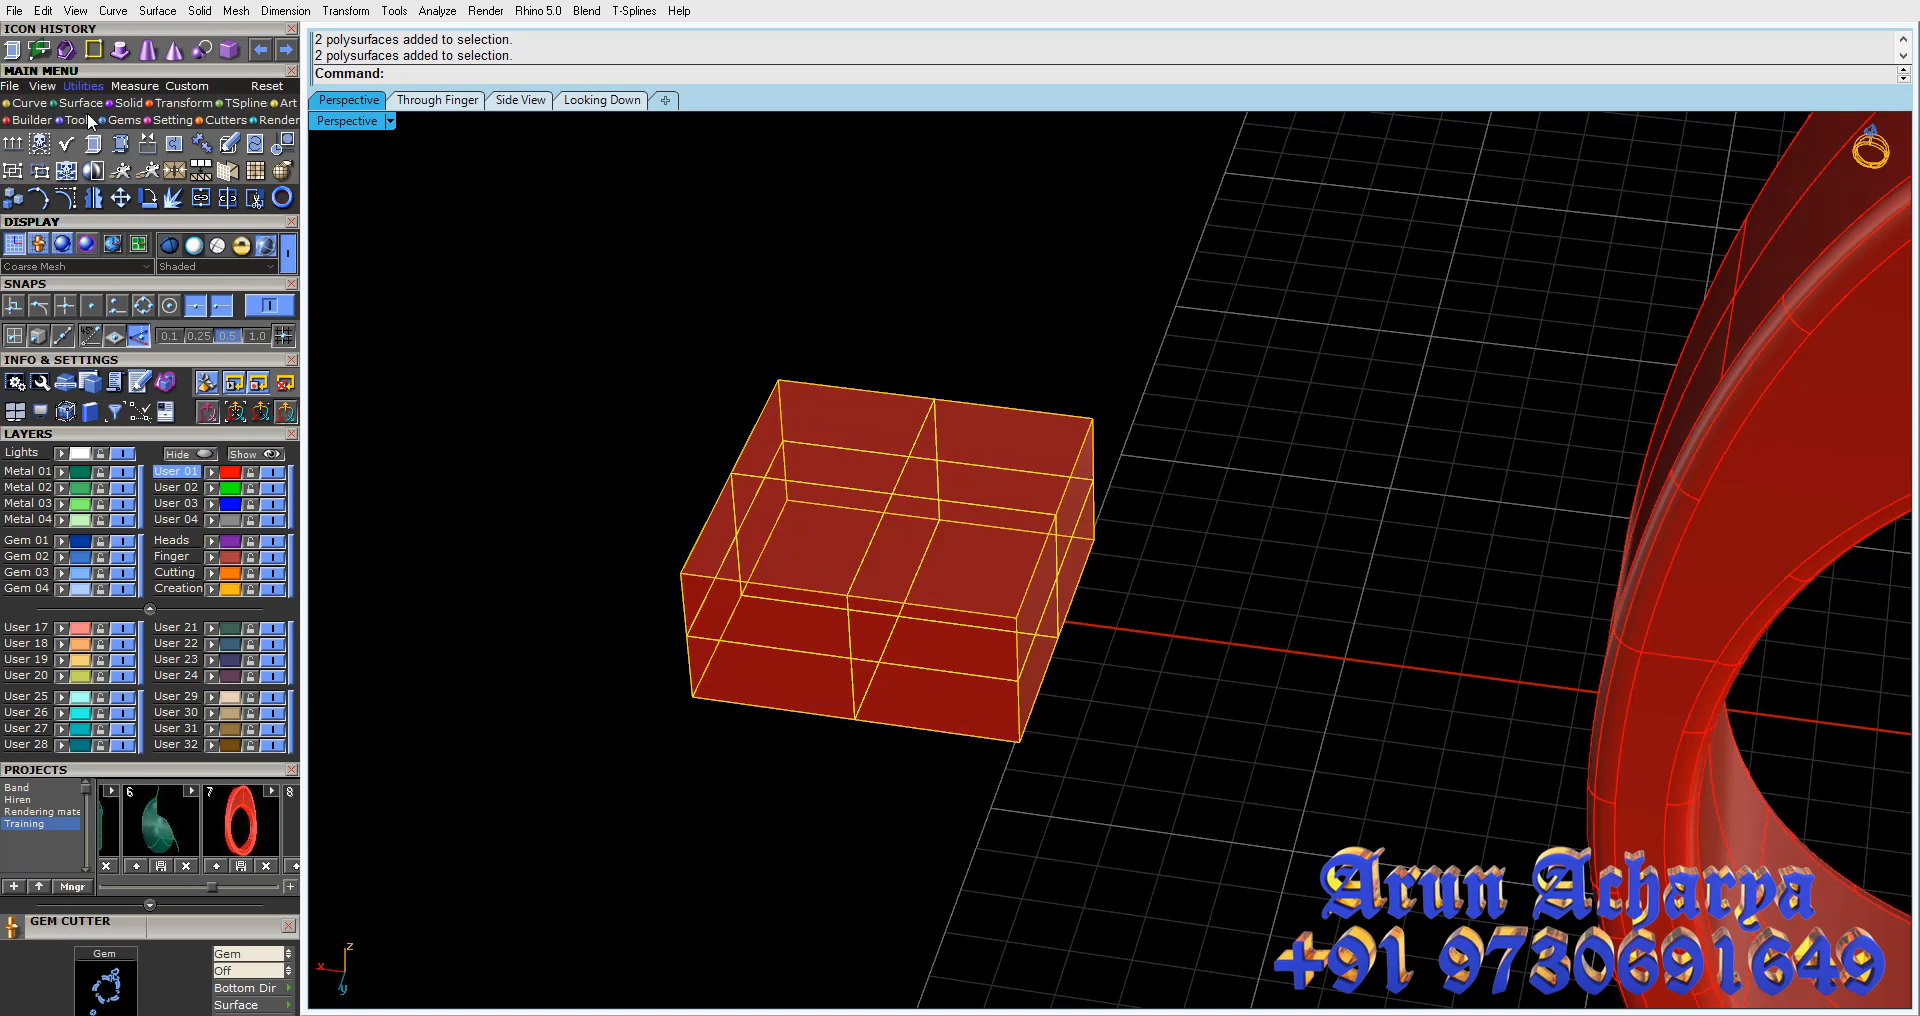 File Edit View Curve Surface Solid Mesh Dimension Transform Tools Analyze Render Rhino 5.0 Blend T-Splines Help
ICON HISTORY
MAIN MENU
File View Utilities Measure Custom Reset
Curve Surface Solid Transform TSpline Art
Builder Gems Setting Cutters Render
DISPLAY
Coarse Mesh Shaded
SNAPS
0.1 0.25 0.5 1.0
INFO & SETTINGS
LAYERS
Lights Hide Show
Metal 01 User 01
Metal 02 User 02
Metal 03 User 03
Metal 04 User 04
Gem 01 Heads
Gem 02 Finger
Gem 03 Cutting
Gem 04 Creation
User 17 User 21
User 18 User 22
User 19 User 23
User 20 User 24
User 25 User 29
User 26 User 30
User 27 User 31
User 28 User 32
PROJECTS
Band
Hiren
Rendering mate
Training
6 7 8
Mngr
GEM CUTTER
Gem Gem
Off
Bottom Dir
Surface
2 polysurfaces added to selection.
2 polysurfaces added to selection.
Command:
Perspective Through Finger Side View Looking Down
Perspective
z
x
y
Arun Acharya
+91 9730691649